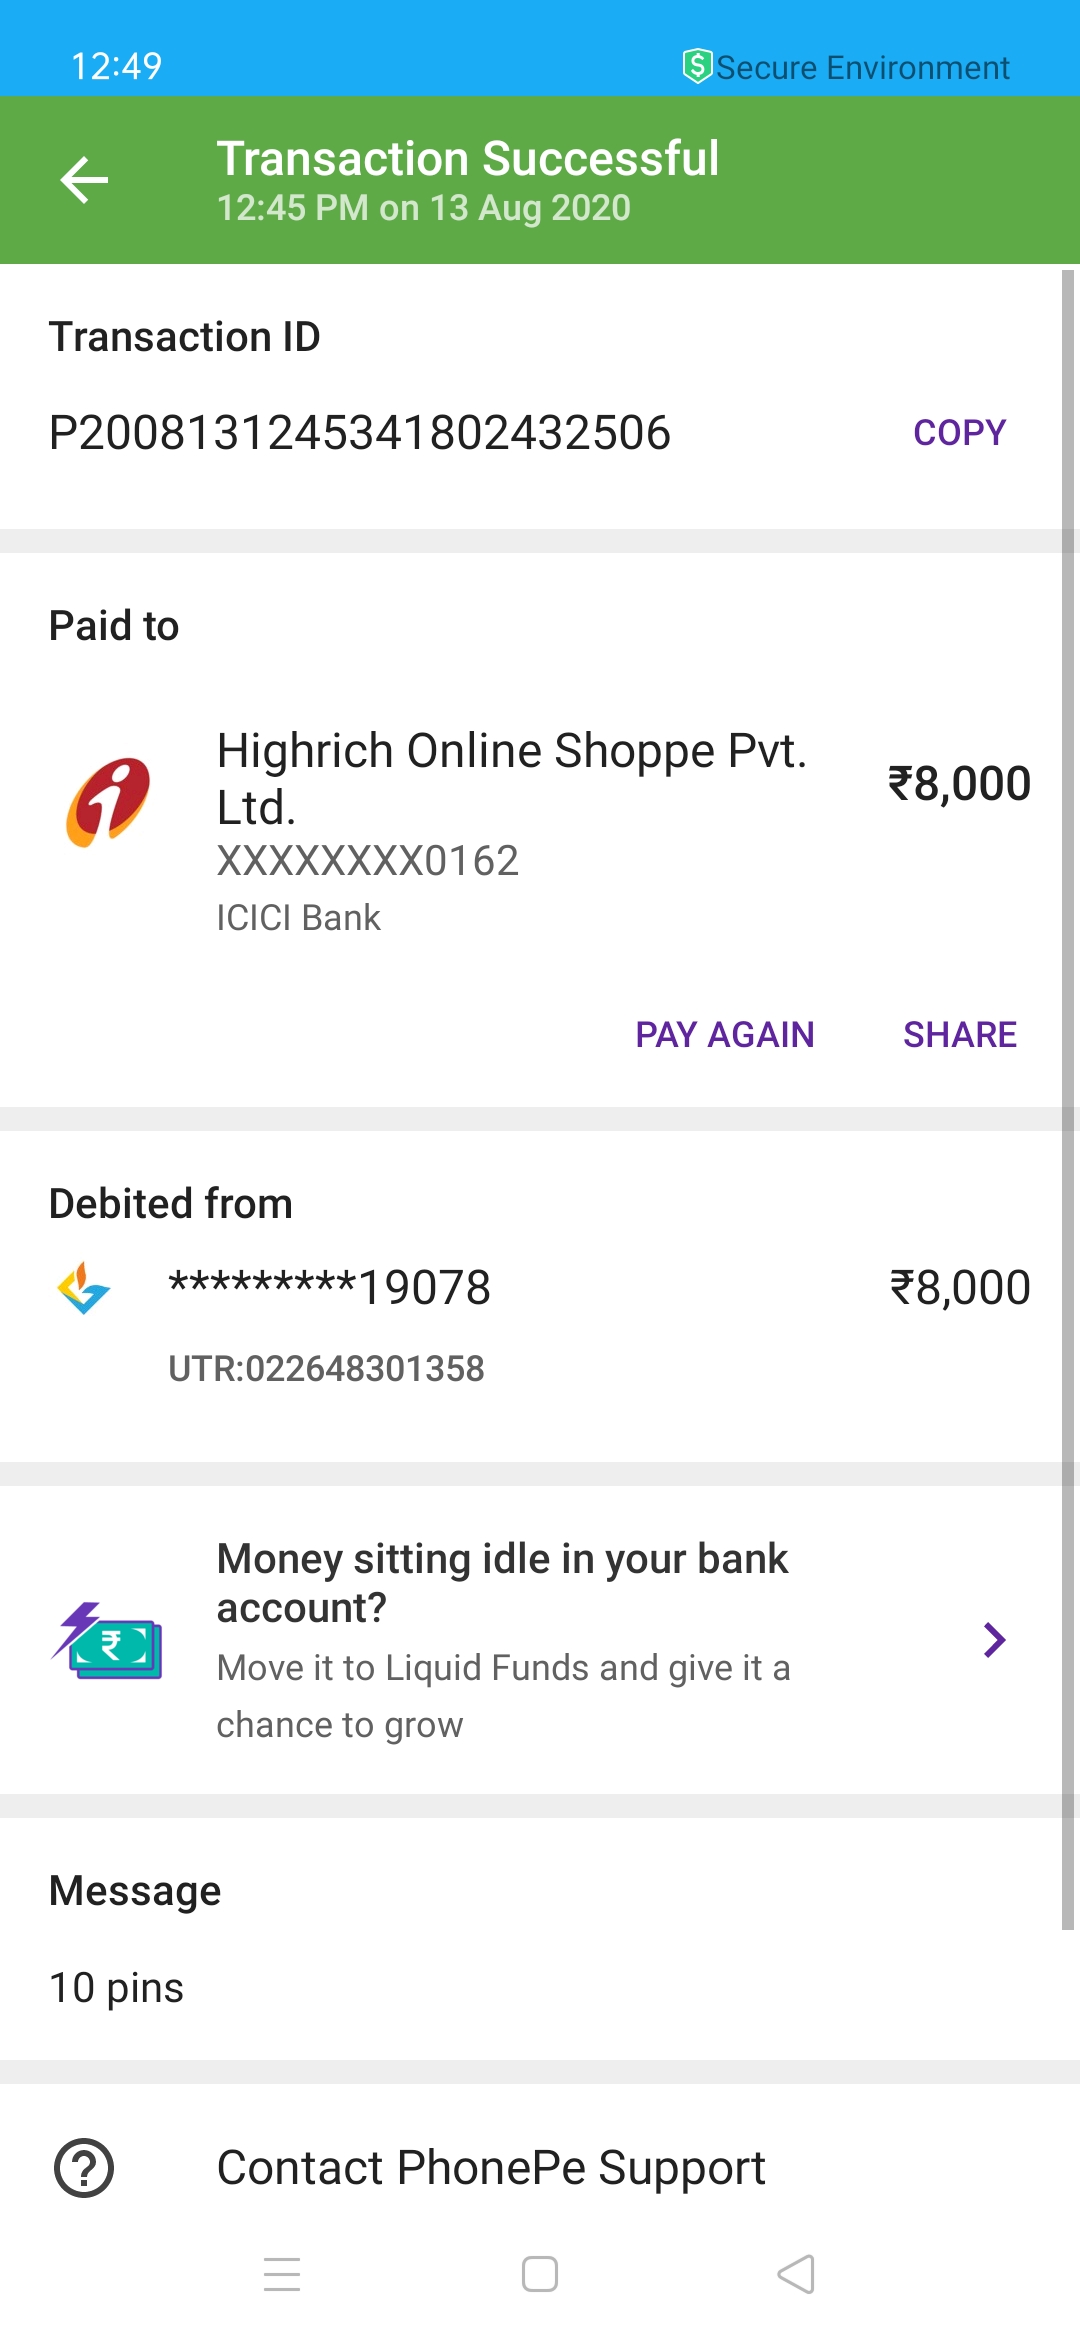 12:49
Secure Environment
Transaction Successful
12:45 PM on 13 Aug 2020
Transaction ID
P2008131245341802432506
COPY
Paid to
Highrich Online Shoppe Pvt.
Ltd.
₹8,000
XXXXXXXX0162
ICICI Bank
PAY AGAIN
SHARE
Debited from
*********19078
₹8,000
UTR:022648301358
Money sitting idle in your bank
account?
Move it to Liquid Funds and give it a
chance to grow
Message
10 pins
Contact PhonePe Support